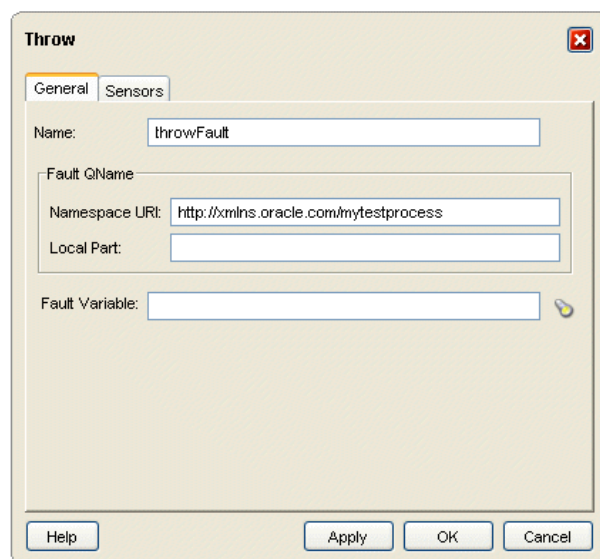 Throw
General Sensors
Name: throwFault
Fault QName
Namespace URI: http://xmlns.oracle.com/mytestprocess
Local Part:
Fault Variable:
Help Apply OK Cancel